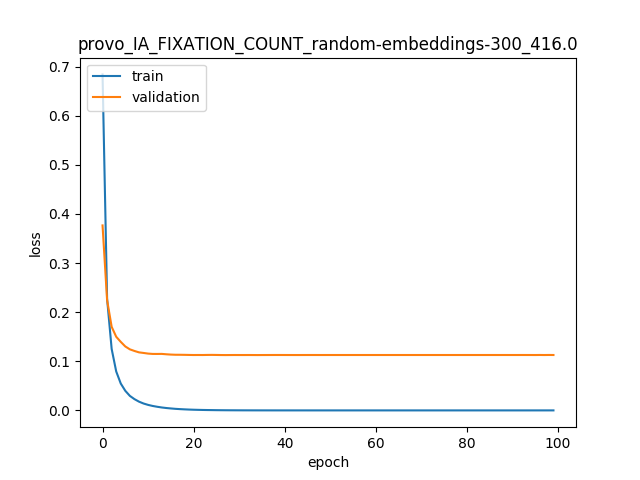 provo_IA_FIXATION_COUNT_random-embeddings-300_416.0
train
validation
loss
0.7
0.6
0.5
0.4
0.3
0.2
0.1
0.0
0 20 40 60 80 100
epoch